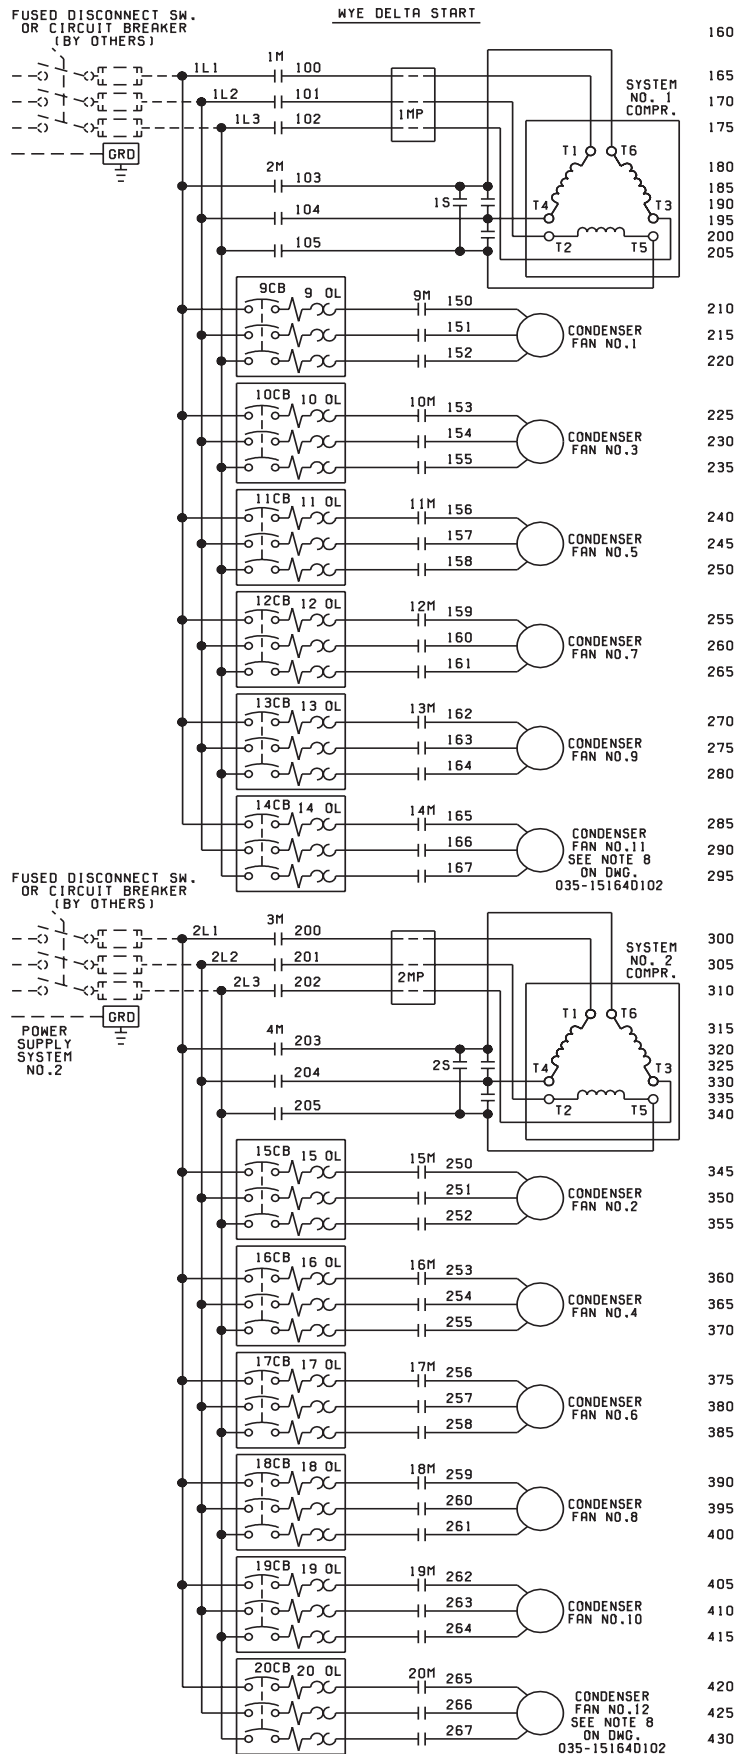 WYE DELTA START
FUSED DISCONNECT SW.
OR CIRCUIT BREAKER
(BY OTHERS)
160
1L1 1M 100 165
1L2 101 1MP 170
1L3 102 175
SYSTEM
NO. 1
COMPR.
GRD
T1 T6
2M 103 180
185
1S T4 T3 190
104 195
T2 T5 200
105 205
9CB 9 OL 9M 150 210
151 CONDENSER
FAN NO.1 215
152 220
10CB 10 OL 10M 153 225
154 CONDENSER
FAN NO.3 230
155 235
11CB 11 OL 11M 156 240
157 CONDENSER
FAN NO.5 245
158 250
12CB 12 OL 12M 159 255
160 CONDENSER
FAN NO.7 260
161 265
13CB 13 OL 13M 162 270
163 CONDENSER
FAN NO.9 275
164 280
14CB 14 OL 14M 165 285
166 290
167 295
CONDENSER
FAN NO.11
SEE NOTE 8
ON DWG.
035-15164D102
FUSED DISCONNECT SW.
OR CIRCUIT BREAKER
(BY OTHERS)
2L1 3M 200 300
2L2 201 2MP 305
2L3 202 310
SYSTEM
NO. 2
COMPR.
GRD
T1 T6
POWER
SUPPLY
SYSTEM
NO.2
4M 203 315
320
2S T4 T3 325
204 330
T2 T5 335
205 340
15CB 15 OL 15M 250 345
251 CONDENSER
FAN NO.2 350
252 355
16CB 16 OL 16M 253 360
254 CONDENSER
FAN NO.4 365
255 370
17CB 17 OL 17M 256 375
257 CONDENSER
FAN NO.6 380
258 385
18CB 18 OL 18M 259 390
260 CONDENSER
FAN NO.8 395
261 400
19CB 19 OL 19M 262 405
263 CONDENSER
FAN NO.10 410
264 415
20CB 20 OL 20M 265 420
266 425
267 430
CONDENSER
FAN NO.12
SEE NOTE 8
ON DWG.
035-15164D102